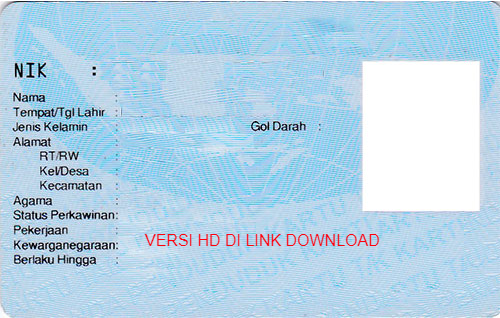 NIK :
Nama :
Tempat/Tgl Lahir :
Jenis Kelamin : Gol Darah :
Alamat :
RT/RW :
Kel/Desa :
Kecamatan :
Agama :
Status Perkawinan:
Pekerjaan :
Kewarganegaraan:
VERSI HD DI LINK DOWNLOAD
Berlaku Hingga :